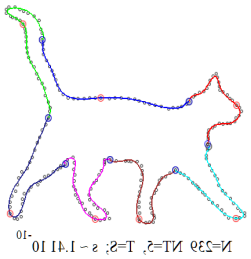 N=239 NT=5, T=S; s ~ 1.41 10⁻¹⁰